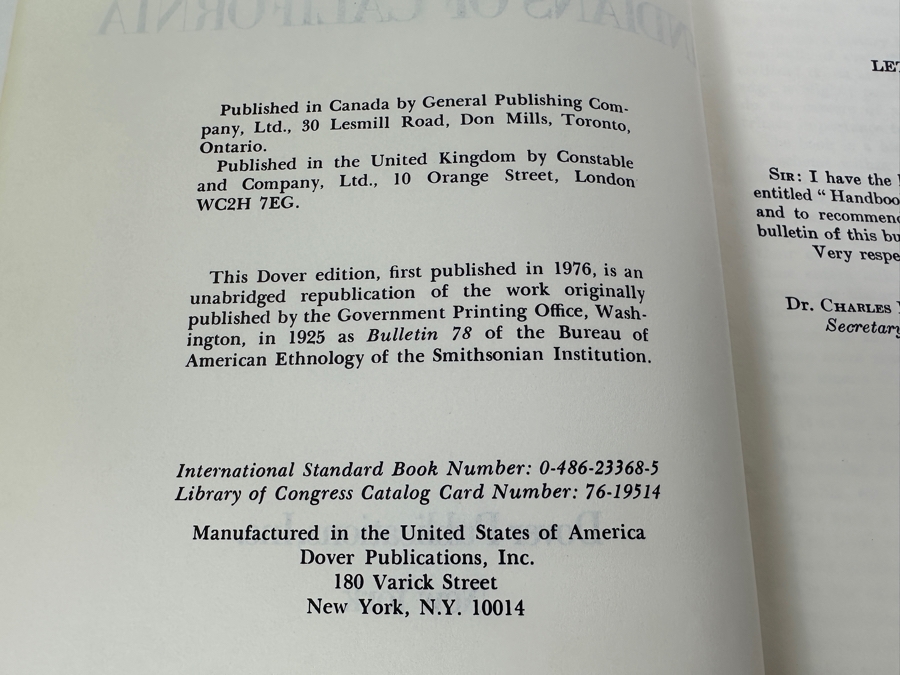 INDIANS OF CALIFORNIA
Published in Canada by General Publishing Com-
pany, Ltd., 30 Lesmill Road, Don Mills, Toronto,
Ontario.
Published in the United Kingdom by Constable
and Company, Ltd., 10 Orange Street, London
WC2H 7EG.
This Dover edition, first published in 1976, is an
unabridged republication of the work originally
published by the Government Printing Office, Wash-
ington, in 1925 as Bulletin 78 of the Bureau of
American Ethnology of the Smithsonian Institution.
International Standard Book Number: 0-486-23368-5
Library of Congress Catalog Card Number: 76-19514
Manufactured in the United States of America
Dover Publications, Inc.
180 Varick Street
New York, N.Y. 10014
LET
SIR: I have the
entitled “ Handboo
and to recommen
bulletin of this bu
Very respe
Dr. CHARLES
Secretary